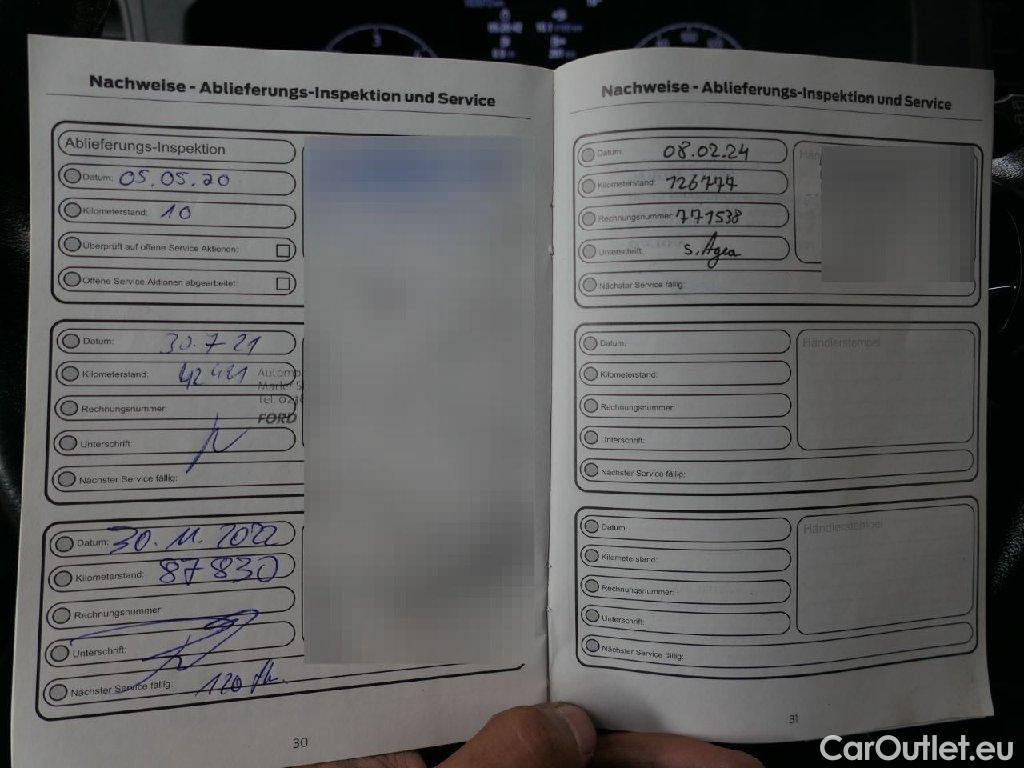 Nachweise - Ablieferungs-Inspektion und Service
Ablieferungs-Inspektion
Datum: 05.05.20
Kilometerstand: 10
Überprüft auf offene Service Aktionen:
Offene Service Aktionen abgearbeitet:
Datum: 30.7.21
Kilometerstand: 42481
Rechnungsnummer
FORD
Unterschrift:
Nächster Service fällig:
Datum: 30.11.2022
Kilometerstand: 87830
Rechnungsnummer
Unterschrift:
Nächster Service fällig: 120
30
Nachweise - Ablieferungs-Inspektion und Service
Datum: 08.02.24
Kilometerstand: 126777
Rechnungsnummer: 771538
Unterschrift:
Nächster Service fällig:
Datum:
Händlerstempel
Kilometerstand:
Rechnungsnummer
Unterschrift:
Nächster Service fällig:
Datum:
Händlerstempel
Kilometerstand:
Rechnungsnummer:
Unterschrift:
Nächster Service fällig:
31
CarOutlet.eu